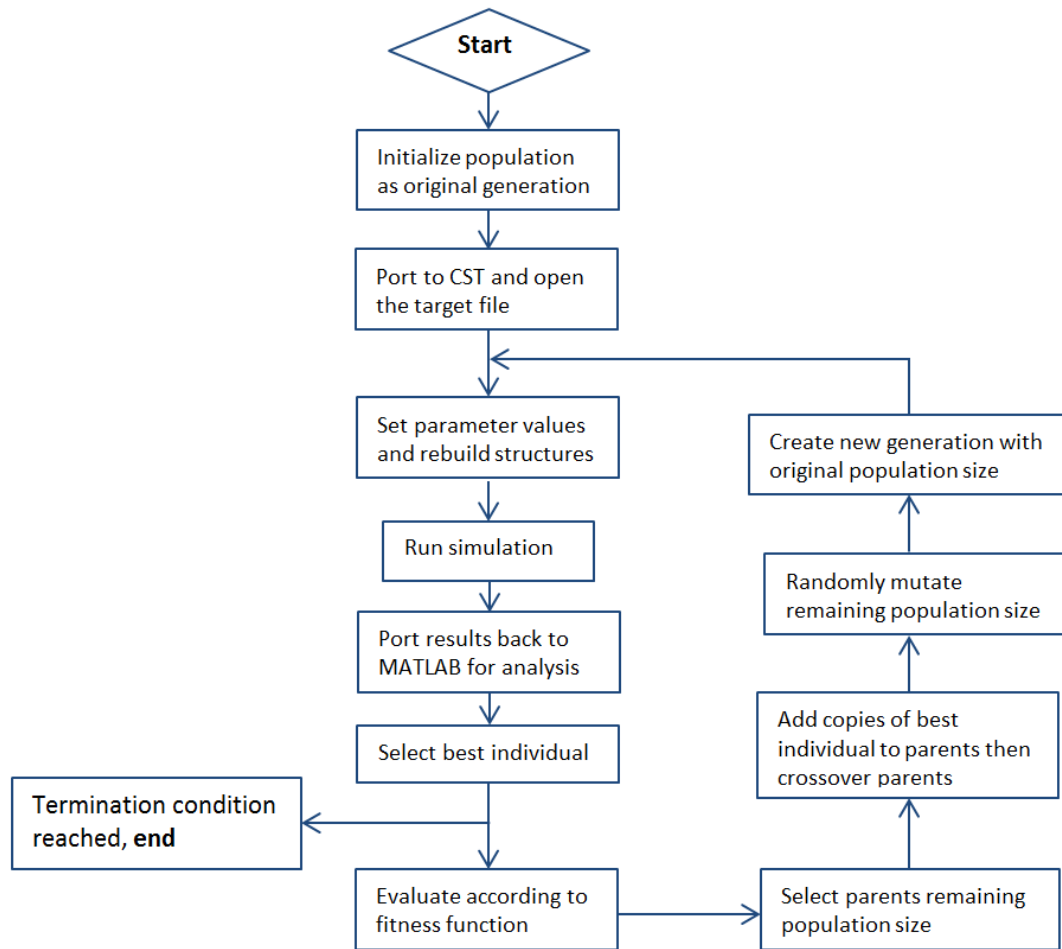 Start
Initialize population
as original generation
Port to CST and open
the target file
Set parameter values
and rebuild structures
Run simulation
Port results back to
MATLAB for analysis
Select best individual
Termination condition
reached, end
Evaluate according to
fitness function
Select parents remaining
population size
Add copies of best
individual to parents then
crossover parents
Randomly mutate
remaining population size
Create new generation with
original population size